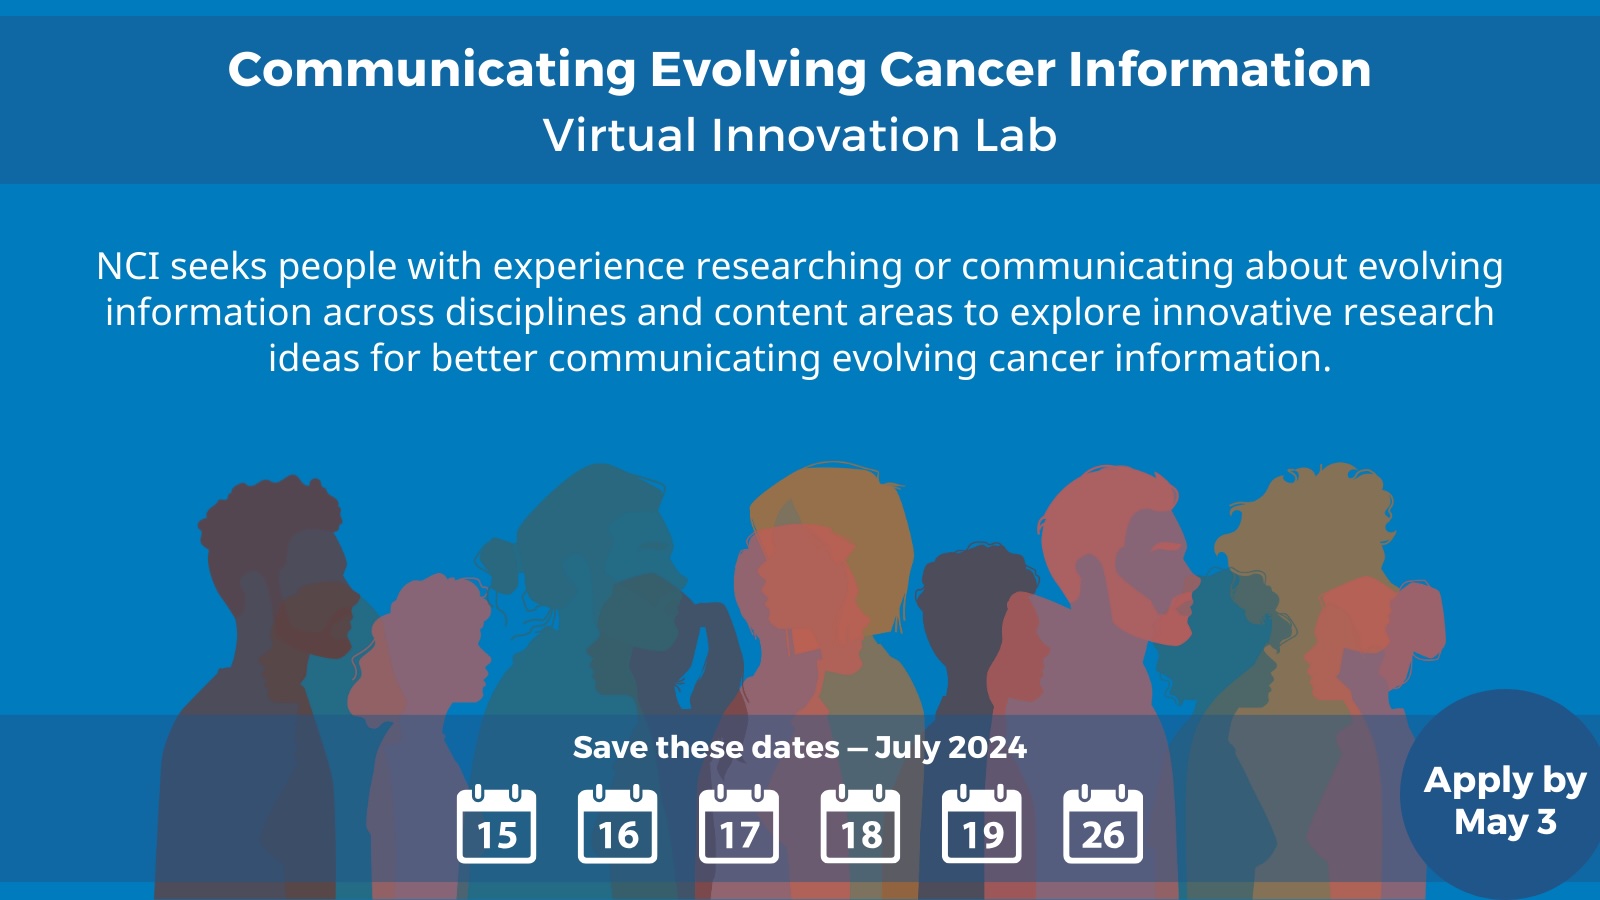 Communicating Evolving Cancer Information
Virtual Innovation Lab
NCI seeks people with experience researching or communicating about evolving
information across disciplines and content areas to explore innovative research
ideas for better communicating evolving cancer information.
Save these dates — July 2024
15 16 17 18 19 26
Apply by
May 3